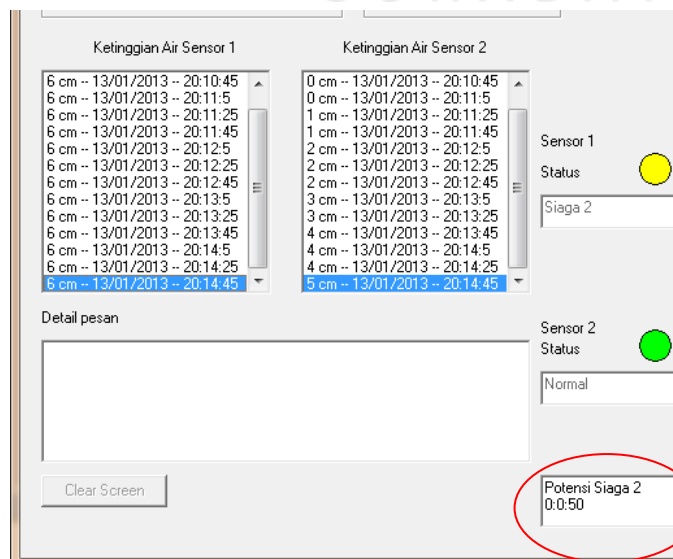 Ketinggian Air Sensor 1
Ketinggian Air Sensor 2
6 cm -- 13/01/2013 -- 20:10:45
6 cm -- 13/01/2013 -- 20:11:5
6 cm -- 13/01/2013 -- 20:11:25
6 cm -- 13/01/2013 -- 20:11:45
6 cm -- 13/01/2013 -- 20:12:5
6 cm -- 13/01/2013 -- 20:12:25
6 cm -- 13/01/2013 -- 20:12:45
6 cm -- 13/01/2013 -- 20:13:5
6 cm -- 13/01/2013 -- 20:13:25
6 cm -- 13/01/2013 -- 20:13:45
6 cm -- 13/01/2013 -- 20:14:5
6 cm -- 13/01/2013 -- 20:14:25
6 cm -- 13/01/2013 -- 20:14:45
0 cm -- 13/01/2013 -- 20:10:45
0 cm -- 13/01/2013 -- 20:11:5
1 cm -- 13/01/2013 -- 20:11:25
1 cm -- 13/01/2013 -- 20:11:45
2 cm -- 13/01/2013 -- 20:12:5
2 cm -- 13/01/2013 -- 20:12:25
2 cm -- 13/01/2013 -- 20:12:45
3 cm -- 13/01/2013 -- 20:13:5
3 cm -- 13/01/2013 -- 20:13:25
4 cm -- 13/01/2013 -- 20:13:45
4 cm -- 13/01/2013 -- 20:14:5
4 cm -- 13/01/2013 -- 20:14:25
5 cm -- 13/01/2013 -- 20:14:45
Sensor 1
Status
Siaga 2
Detail pesan
Sensor 2
Status
Normal
Clear Screen
Potensi Siaga 2
0:0:50